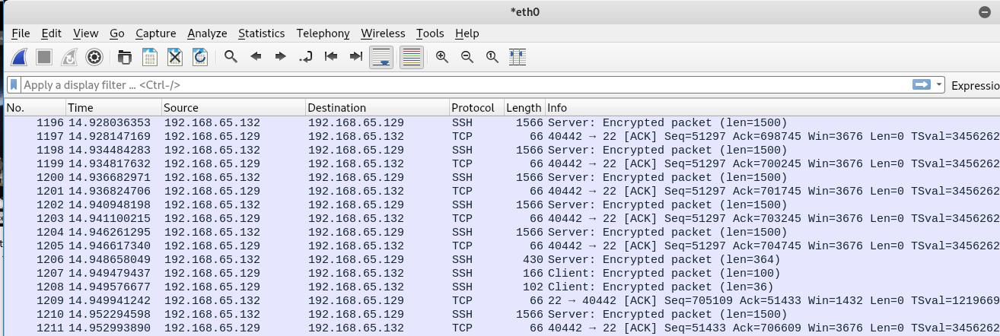 *eth0
File Edit View Go Capture Analyze Statistics Telephony Wireless Tools Help
Apply a display filter ... <Ctrl-/> Expressio
No. Time Source Destination Protocol Length Info
1196 14.928036353 192.168.65.132 192.168.65.129 SSH 1566 Server: Encrypted packet (len=1500)
1197 14.928147169 192.168.65.129 192.168.65.132 TCP 66 40442 → 22 [ACK] Seq=51297 Ack=698745 Win=3676 Len=0 TSval=3456262
1198 14.934484283 192.168.65.132 192.168.65.129 SSH 1566 Server: Encrypted packet (len=1500)
1199 14.934817632 192.168.65.129 192.168.65.132 TCP 66 40442 → 22 [ACK] Seq=51297 Ack=700245 Win=3676 Len=0 TSval=3456262
1200 14.936682971 192.168.65.132 192.168.65.129 SSH 1566 Server: Encrypted packet (len=1500)
1201 14.936824706 192.168.65.129 192.168.65.132 TCP 66 40442 → 22 [ACK] Seq=51297 Ack=701745 Win=3676 Len=0 TSval=3456262
1202 14.940948198 192.168.65.132 192.168.65.129 SSH 1566 Server: Encrypted packet (len=1500)
1203 14.941100215 192.168.65.129 192.168.65.132 TCP 66 40442 → 22 [ACK] Seq=51297 Ack=703245 Win=3676 Len=0 TSval=3456262
1204 14.946261295 192.168.65.132 192.168.65.129 SSH 1566 Server: Encrypted packet (len=1500)
1205 14.946617340 192.168.65.129 192.168.65.132 TCP 66 40442 → 22 [ACK] Seq=51297 Ack=704745 Win=3676 Len=0 TSval=3456262
1206 14.948658049 192.168.65.132 192.168.65.129 SSH 430 Server: Encrypted packet (len=364)
1207 14.949479437 192.168.65.129 192.168.65.132 SSH 166 Client: Encrypted packet (len=100)
1208 14.949576677 192.168.65.129 192.168.65.132 SSH 102 Client: Encrypted packet (len=36)
1209 14.949941242 192.168.65.132 192.168.65.129 TCP 66 22 → 40442 [ACK] Seq=705109 Ack=51433 Win=1432 Len=0 TSval=1219669
1210 14.952294598 192.168.65.132 192.168.65.129 SSH 1566 Server: Encrypted packet (len=1500)
1211 14.952993890 192.168.65.129 192.168.65.132 TCP 66 40442 → 22 [ACK] Seq=51433 Ack=706609 Win=3676 Len=0 TSval=3456262